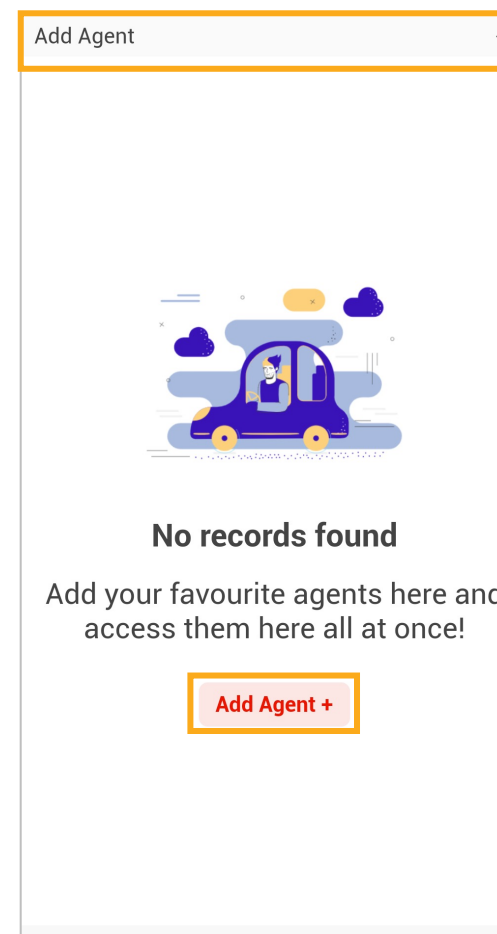 Add Agent
No records found
Add your favourite agents here and
access them here all at once!
Add Agent +